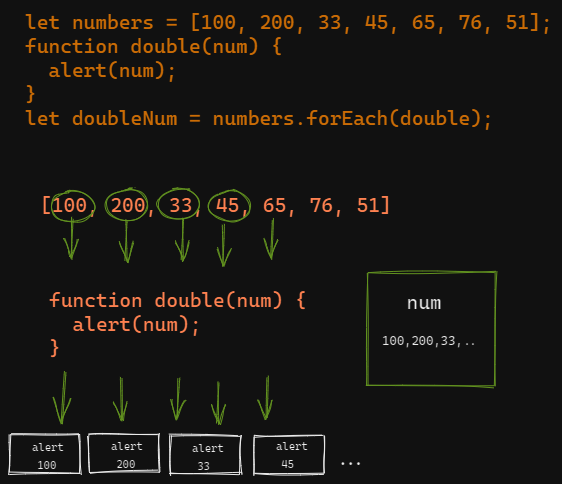 let numbers = [100, 200, 33, 45, 65, 76, 51];
function double(num) {
  alert(num);
}
let doubleNum = numbers.forEach(double);
[100, 200, 33, 45, 65, 76, 51]
function double(num) {
  alert(num);
}
num
100,200,33,..
alert
100
alert
200
alert
33
alert
45
...